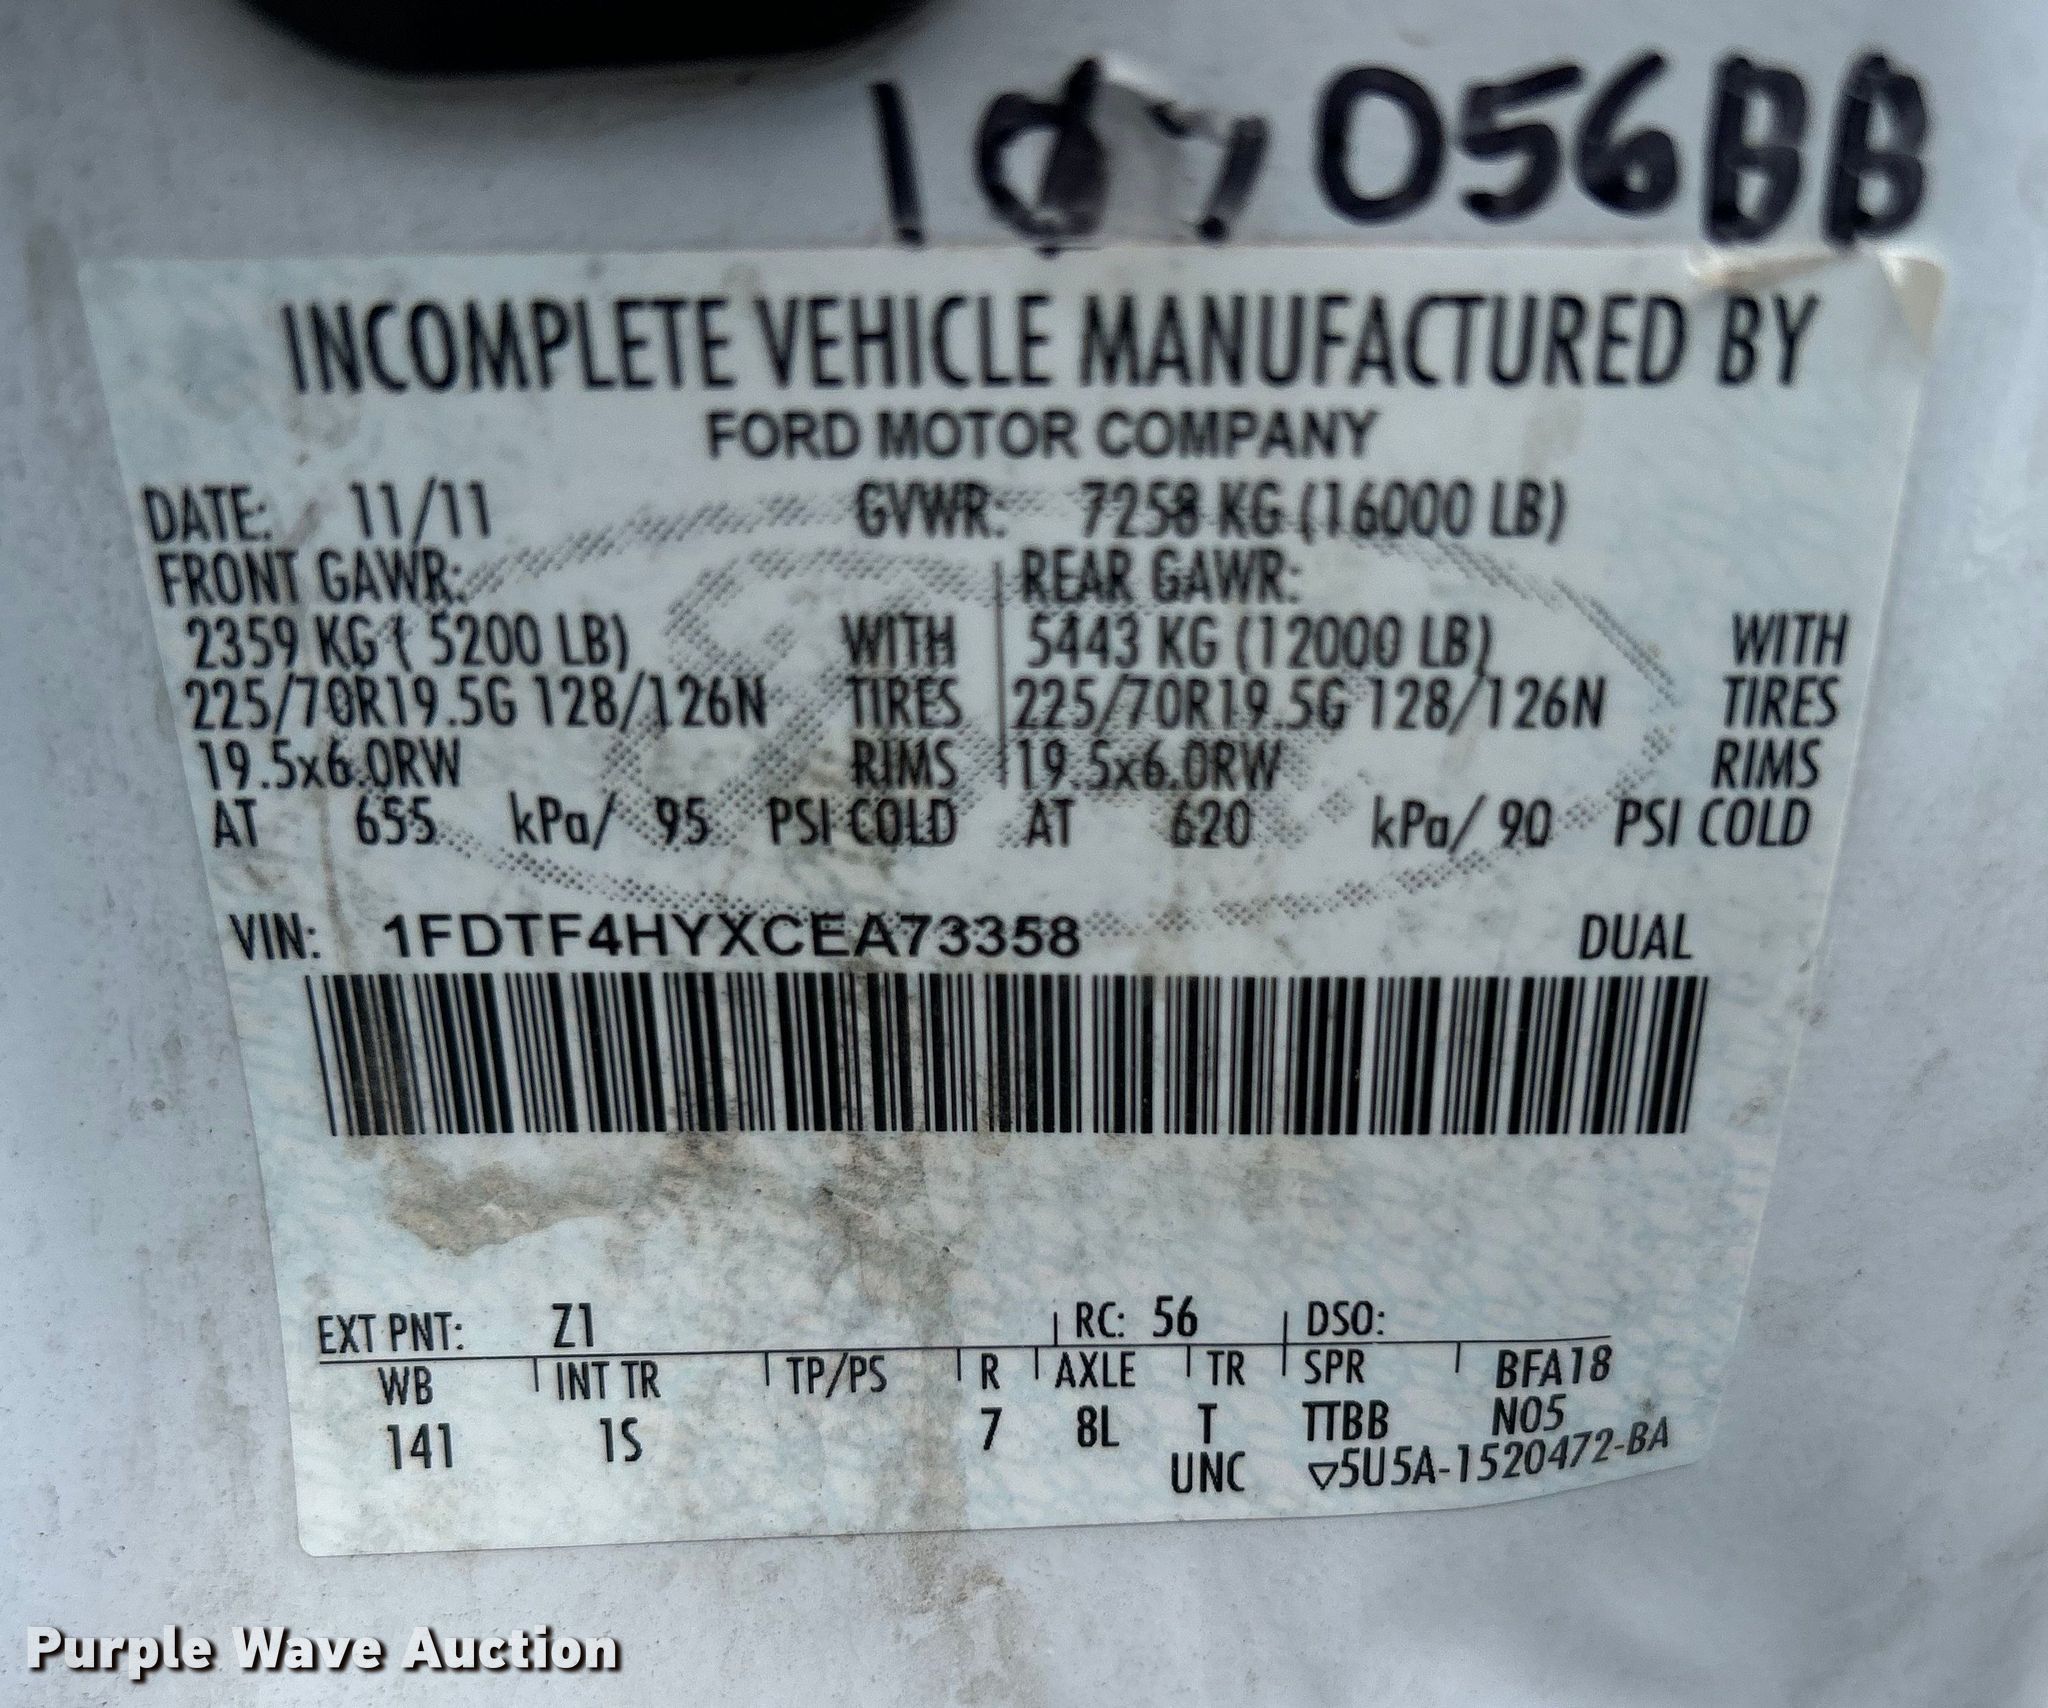 056BB
INCOMPLETE VEHICLE MANUFACTURED BY
FORD MOTOR COMPANY
DATE: 11/11 GVWR: 7258 KG (16000 LB)
FRONT GAWR: REAR GAWR:
2359 KG ( 5200 LB) WITH 5443 KG (12000 LB) WITH
225/70R19.5G 128/126N TIRES 225/70R19.5G 128/126N TIRES
19.5x6.0RW RIMS 19.5x6.0RW RIMS
AT 655 kPa/ 95 PSI COLD AT 620 kPa/ 90 PSI COLD
VIN: 1FDTF4HYXCEA73358 DUAL
EXT PNT: Z1 RC: 56 DSO:
WB INT TR TP/PS R AXLE TR SPR BFA18
141 1S 7 8L T TTBB N05
UNC ▽5U5A-1520472-BA
Purple Wave Auction